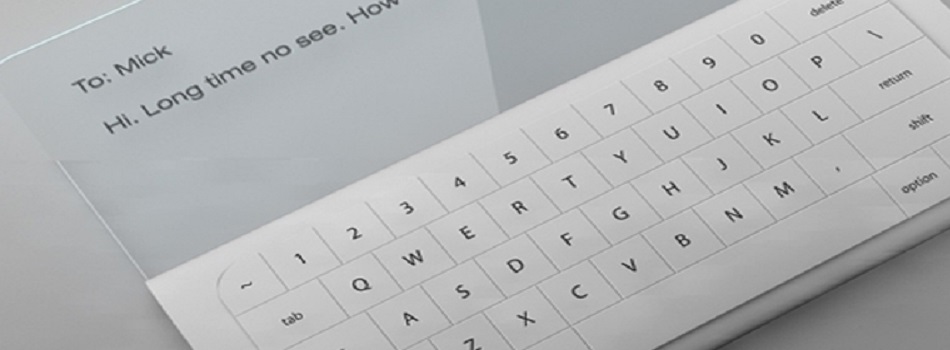 To: Mick
Hi. Long time no see. How
~ 1 2 3 4 5 6 7 8 9 0 delete
tab Q W E R T Y U I O P \
A S D F G H J K L return
Z X C V B N M , shift
option